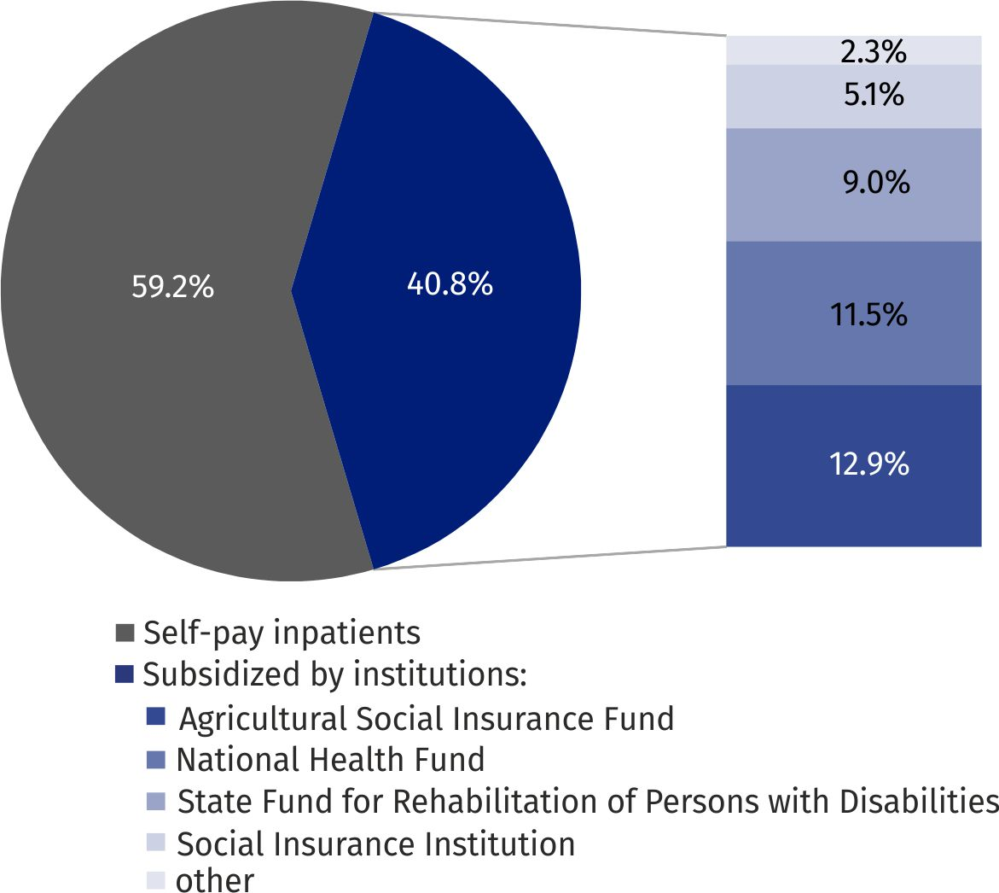 59.2%
40.8%
2.3%
5.1%
9.0%
11.5%
12.9%
Self-pay inpatients
Subsidized by institutions:
Agricultural Social Insurance Fund
National Health Fund
State Fund for Rehabilitation of Persons with Disabilities
Social Insurance Institution
other